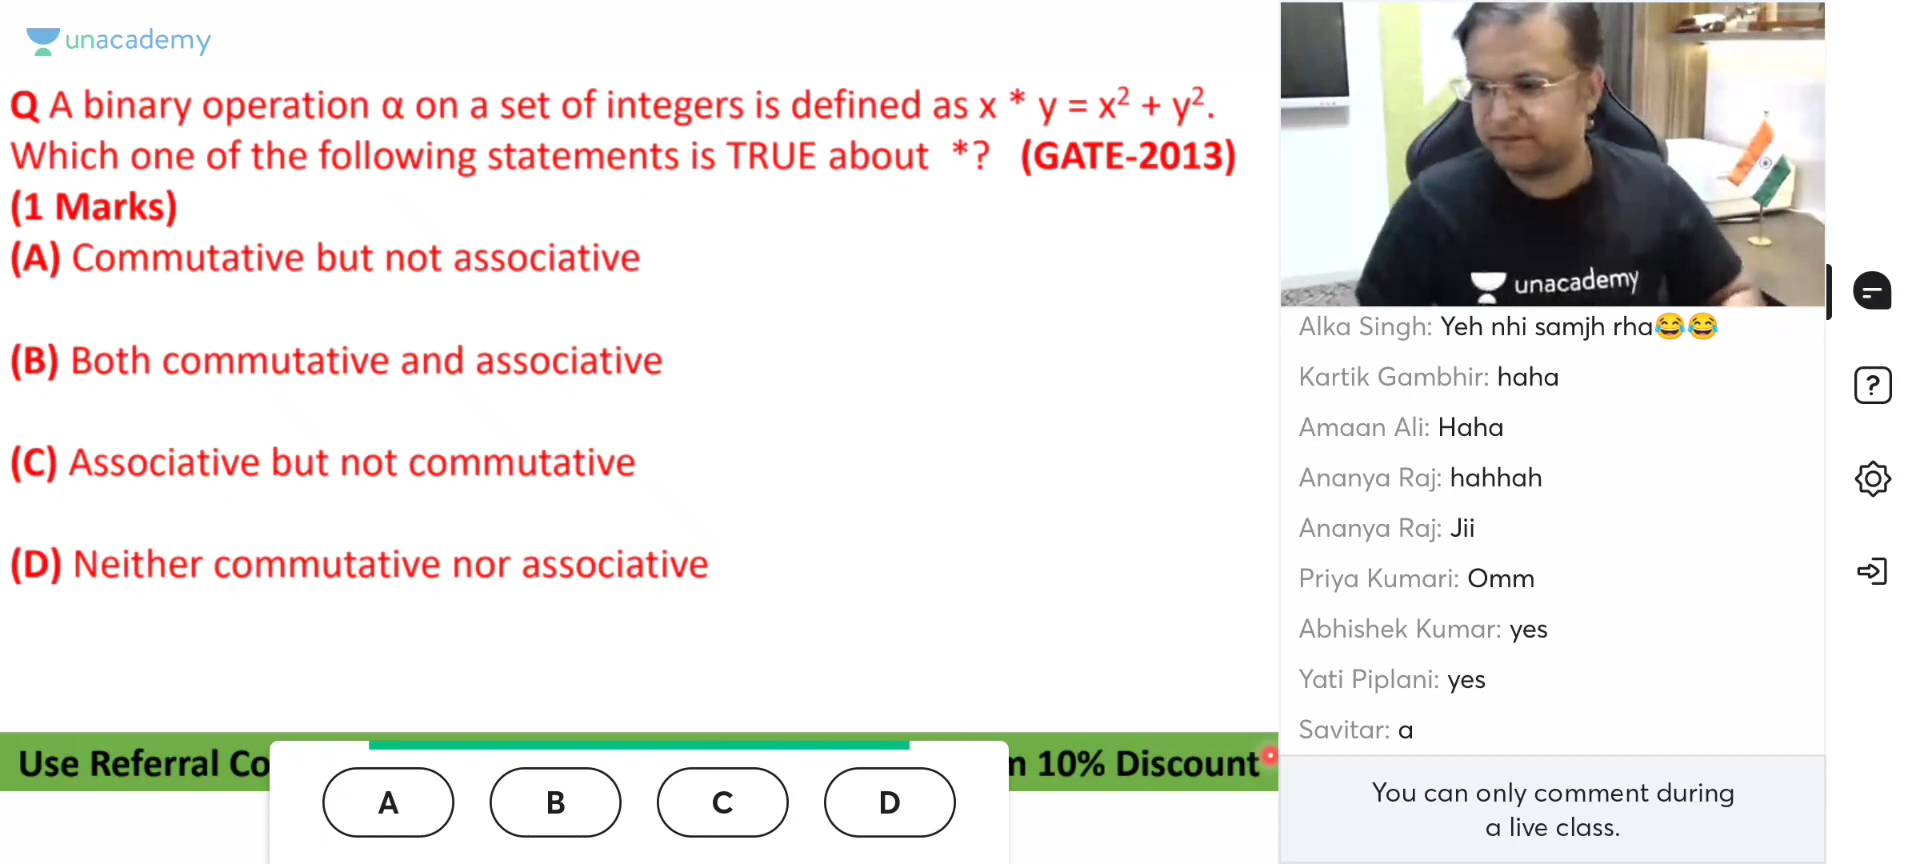 unacademy
Q A binary operation α on a set of integers is defined as x * y = x² + y².
Which one of the following statements is TRUE about *? (GATE-2013)
(1 Marks)
(A) Commutative but not associative
(B) Both commutative and associative
(C) Associative but not commutative
(D) Neither commutative nor associative
Use Referral Co
10% Discount
A B C D
unacademy
Alka Singh: Yeh nhi samjh rha😂😂
Kartik Gambhir: haha
Amaan Ali: Haha
Ananya Raj: hahhah
Ananya Raj: Jii
Priya Kumari: Omm
Abhishek Kumar: yes
Yati Piplani: yes
Savitar: a
You can only comment during
a live class.
?